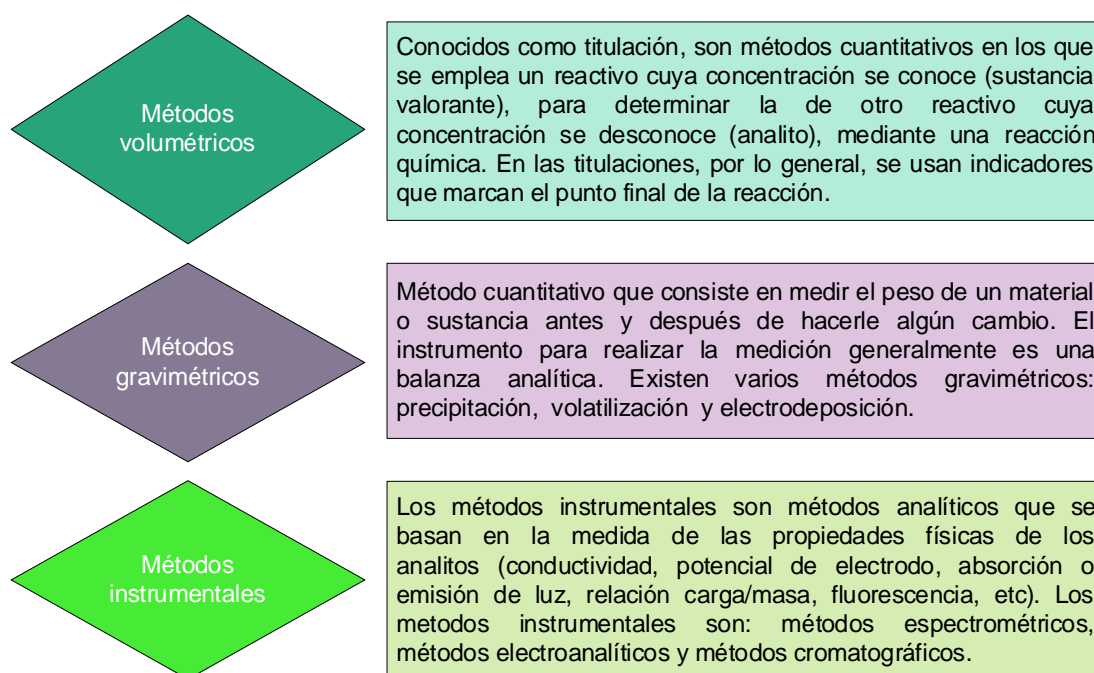 Métodos
volumétricos
Conocidos como titulación, son métodos cuantitativos en los que
se emplea un reactivo cuya concentración se conoce (sustancia
valorante), para determinar la de otro reactivo cuya
concentración se desconoce (analito), mediante una reacción
química. En las titulaciones, por lo general, se usan indicadores
que marcan el punto final de la reacción.
Métodos
gravimétricos
Método cuantitativo que consiste en medir el peso de un material
o sustancia antes y después de hacerle algún cambio. El
instrumento para realizar la medición generalmente es una
balanza analítica. Existen varios métodos gravimétricos:
precipitación, volatilización y electrodeposición.
Métodos
instrumentales
Los métodos instrumentales son métodos analíticos que se
basan en la medida de las propiedades físicas de los
analitos (conductividad, potencial de electrodo, absorción o
emisión de luz, relación carga/masa, fluorescencia, etc). Los
metodos instrumentales son: métodos espectrométricos,
métodos electroanalíticos y métodos cromatográficos.